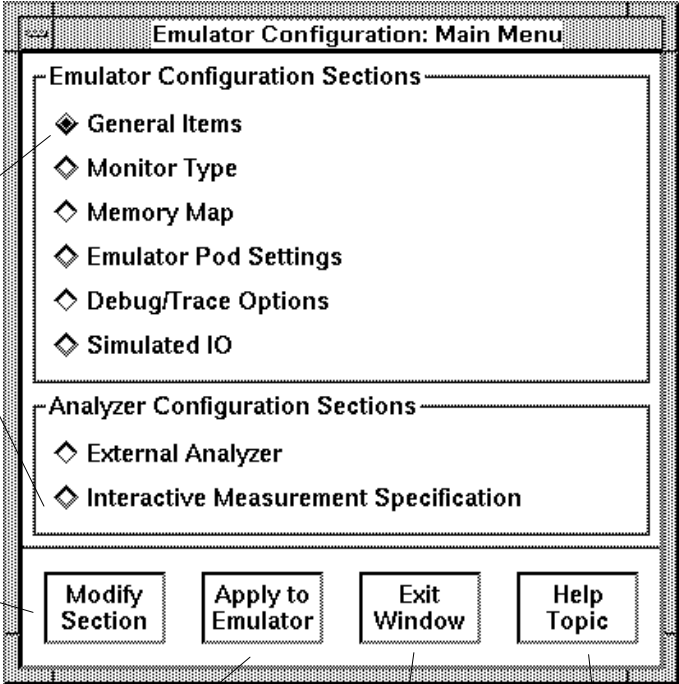 Emulator Configuration: Main Menu
Emulator Configuration Sections
General Items
Monitor Type
Memory Map
Emulator Pod Settings
Debug/Trace Options
Simulated IO
Analyzer Configuration Sections
External Analyzer
Interactive Measurement Specification
Modify
Section
Apply to
Emulator
Exit
Window
Help
Topic